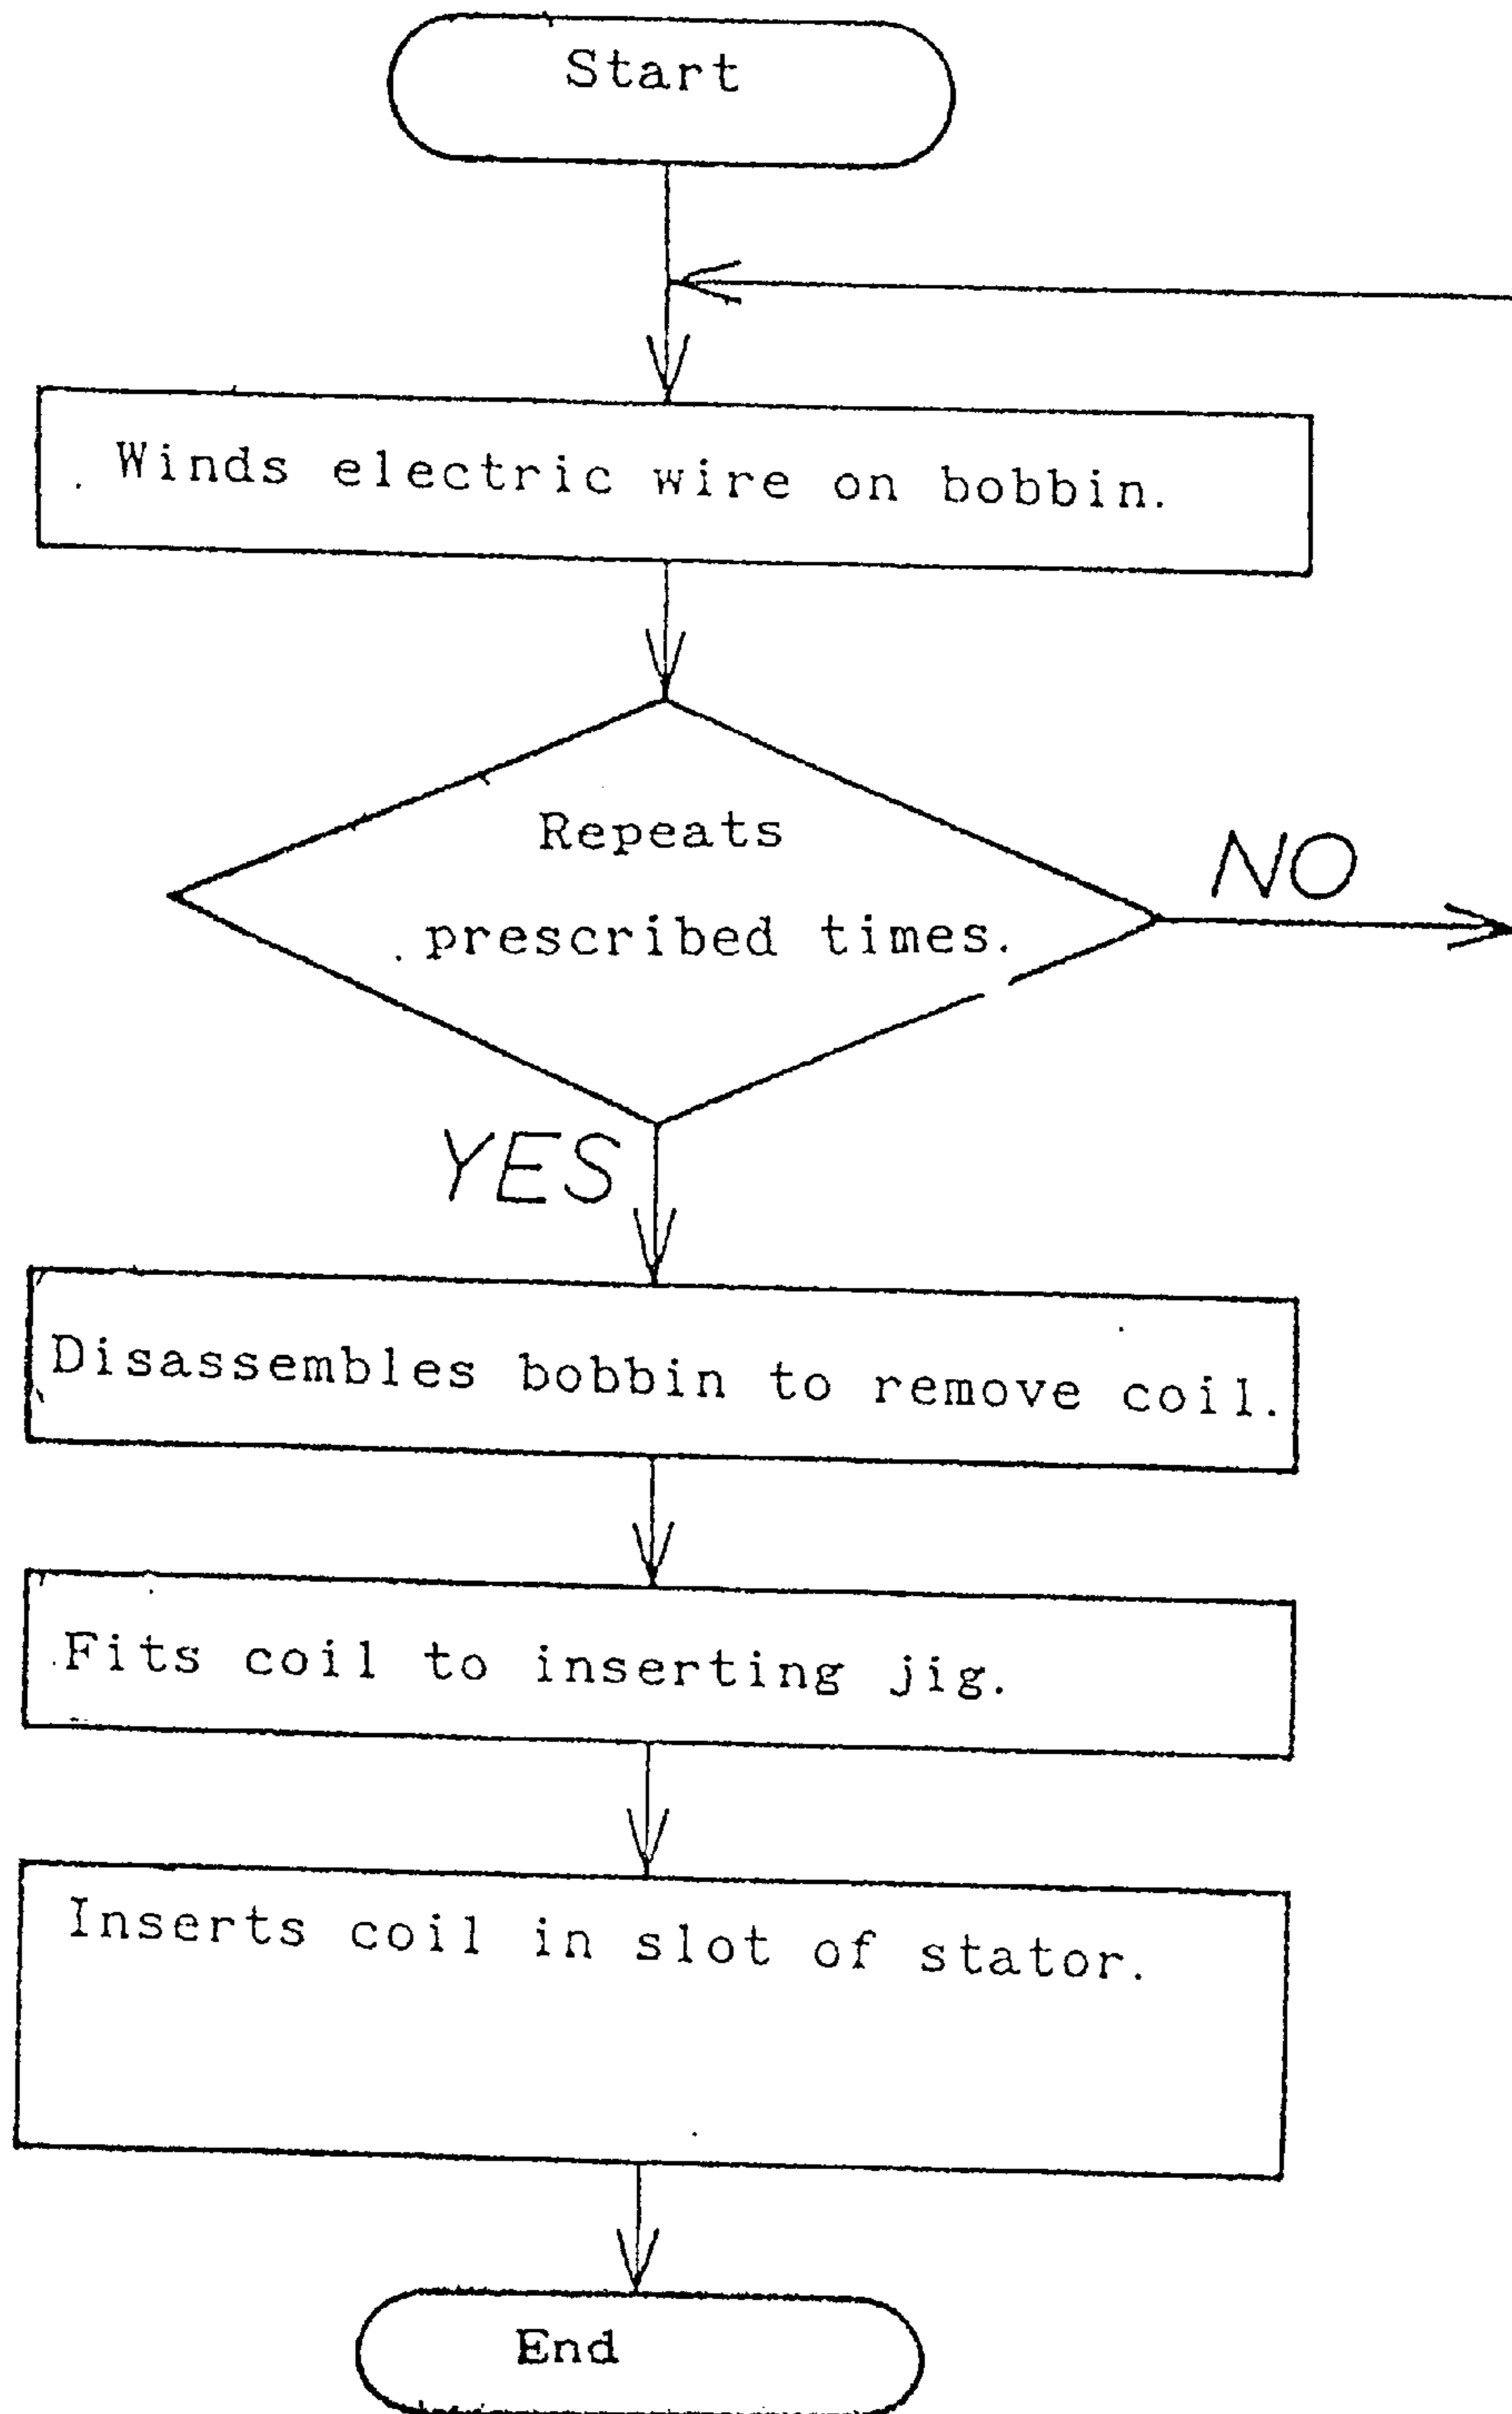 Start
Winds electric wire on bobbin.
Repeats
prescribed times.
NO
YES
Disassembles bobbin to remove coil.
Fits coil to inserting jig.
Inserts coil in slot of stator.
End